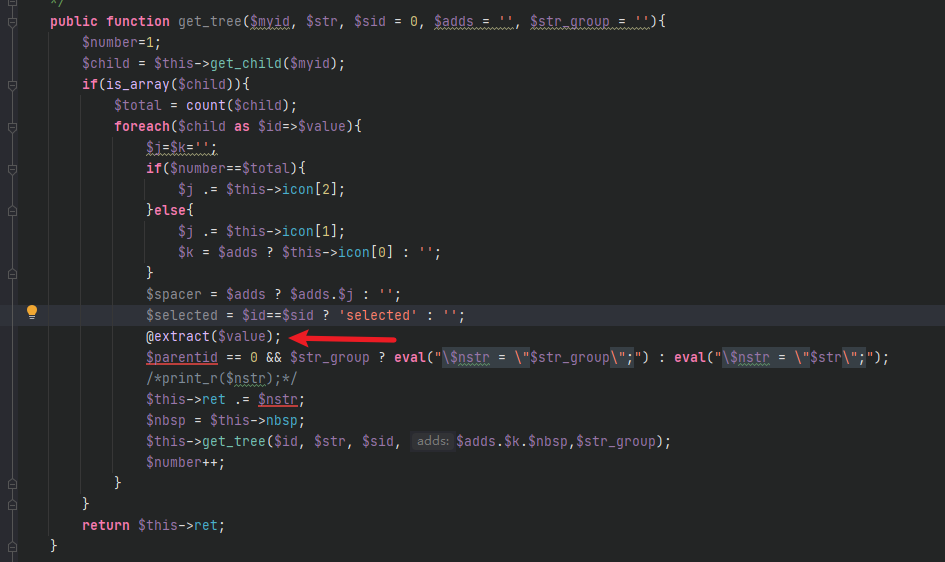 */
public function get_tree($myid, $str, $sid = 0, $adds = '', $str_group = ''){
$number=1;
$child = $this->get_child($myid);
if(is_array($child)){
$total = count($child);
foreach($child as $id=>$value){
$j=$k='';
if($number==$total){
$j .= $this->icon[2];
}else{
$j .= $this->icon[1];
$k = $adds ? $this->icon[0] : '';
}
$spacer = $adds ? $adds.$j : '';
$selected = $id==$sid ? 'selected' : '';
@extract($value);
$parentid == 0 && $str_group ? eval("\$nstr = \"$str_group\";") : eval("\$nstr = \"$str\";");
/*print_r($nstr);*/
$this->ret .= $nstr;
$nbsp = $this->nbsp;
$this->get_tree($id, $str, $sid, adds: $adds.$k.$nbsp,$str_group);
$number++;
}
}
return $this->ret;
}